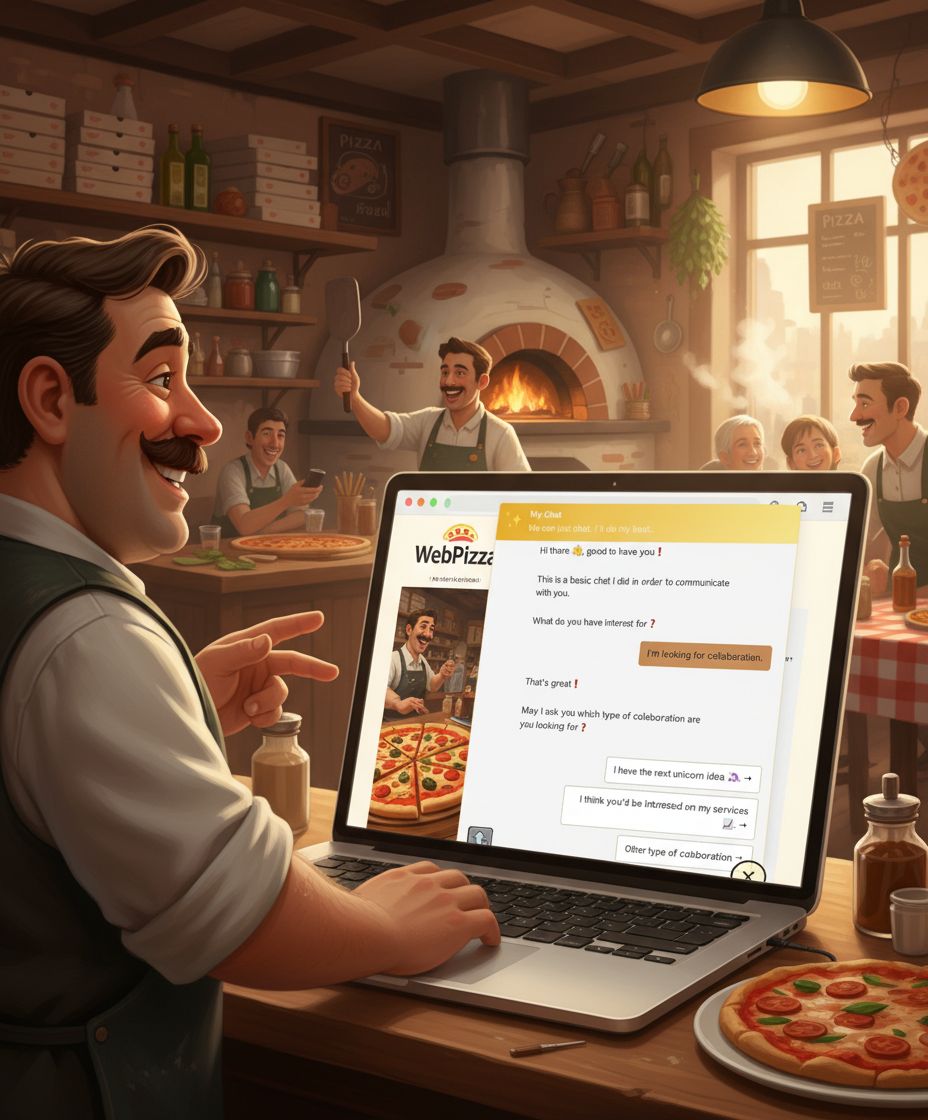 PIZZA
PIZZA
WebPizza
My Chat
We can just chat. I'll do my best..
Hi thare 👋, good to have you❗
This is a basic chet I did in order to communicate
with you.
What do you have interest for❓
I'm looking for cellaberation.
That's great❗
May I ask you which type of coleboration are
you looking for❓
I heve the rext unicorn idea 🦄 →
I think you'd be intrresed on my services
📈 →
Olter type of cabboration →